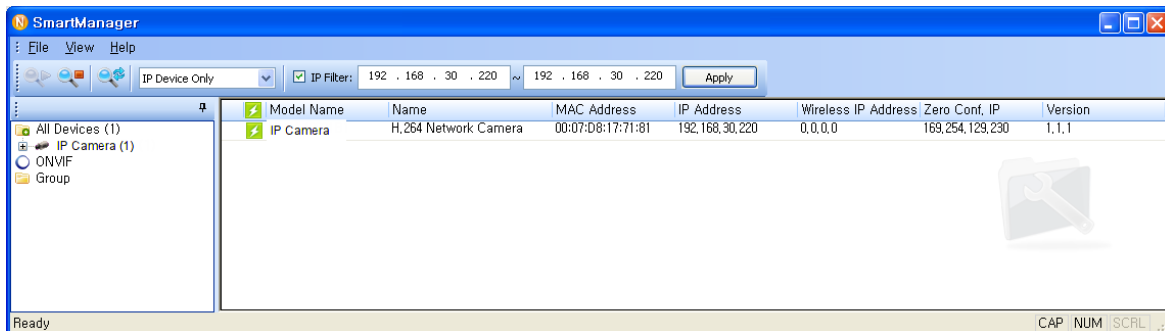 SmartManager
File View Help
IP Device Only IP Filter: 192 . 168 . 30 . 220 ~ 192 . 168 . 30 . 220 Apply
Model Name Name MAC Address IP Address Wireless IP Address Zero Conf, IP Version
IP Camera H,264 Network Camera 00:07:D8:17:71:81 192,168,30,220 0,0,0,0 169,254,129,230 1,1,1
All Devices (1)
IP Camera (1)
ONVIF
Group
Ready CAP NUM SCRL